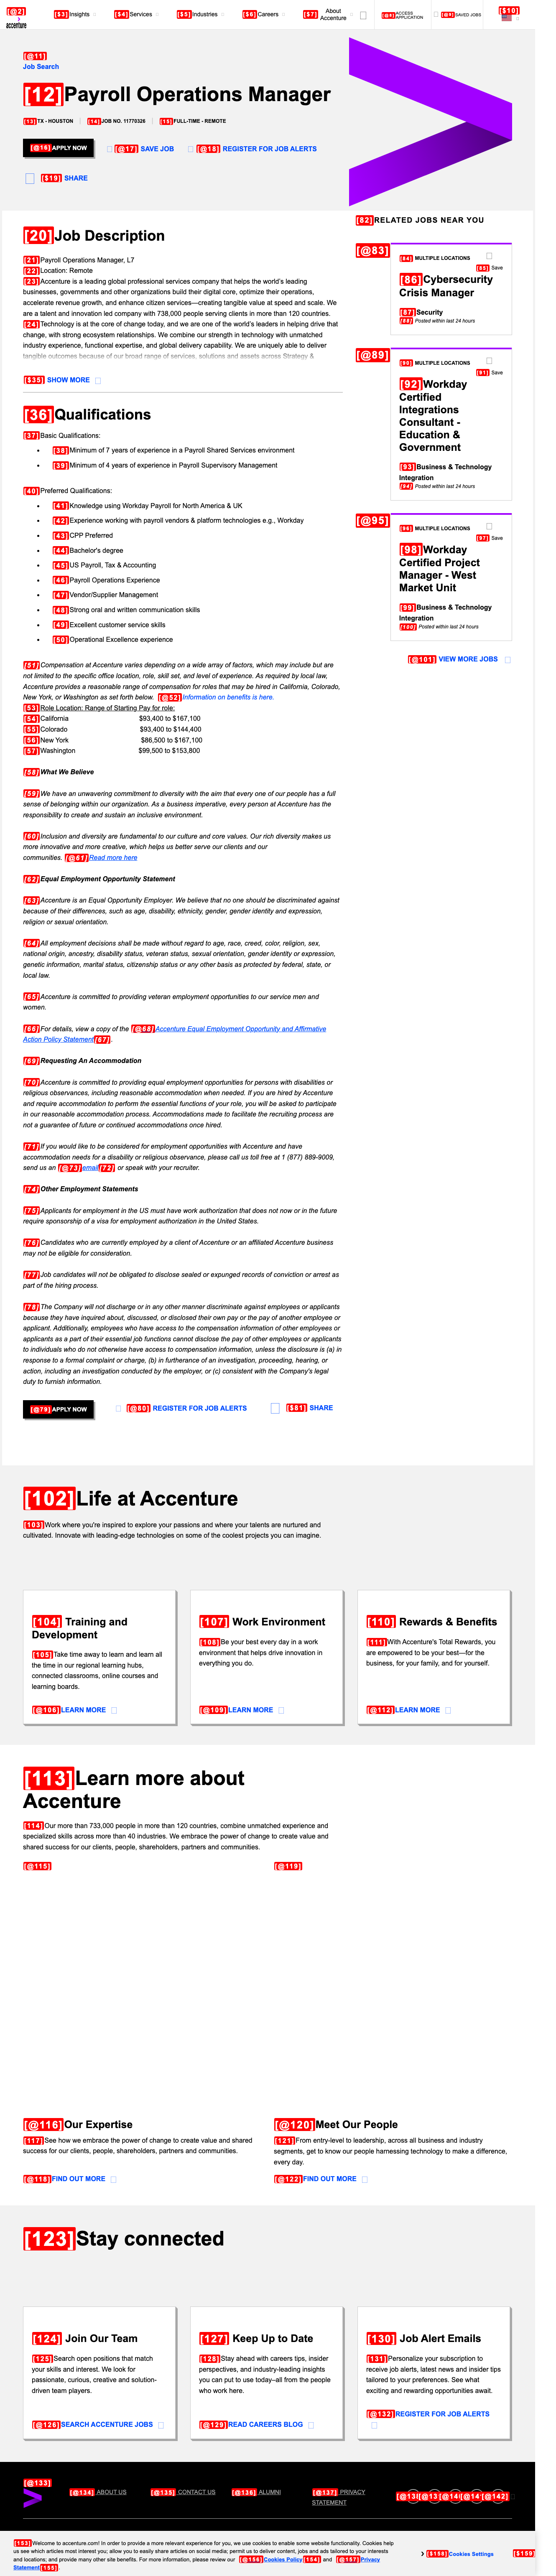 [@2]
accenture
[$3]Insights
[$4]Services
[$5]Industries
[$6]Careers
[$7] About Accenture
[@8] ACCESS APPLICATION
[@9] SAVED JOBS
[$10]
[@11]
Job Search
[12]Payroll Operations Manager
[13]TX - HOUSTON
[14]JOB NO. 11770326
[15]FULL-TIME - REMOTE
[@16]APPLY NOW
[@17] SAVE JOB
[@18] REGISTER FOR JOB ALERTS
[$19] SHARE
[20]Job Description
[21]Payroll Operations Manager, L7
[22]Location: Remote
[23]Accenture is a leading global professional services company that helps the world's leading
businesses, governments and other organizations build their digital core, optimize their operations,
accelerate revenue growth, and enhance citizen services—creating tangible value at speed and scale. We
are a talent and innovation led company with 738,000 people serving clients in more than 120 countries.
[24]Technology is at the core of change today, and we are one of the world's leaders in helping drive that
change, with strong ecosystem relationships. We combine our strength in technology with unmatched
industry experience, functional expertise, and global delivery capability. We are uniquely able to deliver
tangible outcomes because of our broad range of services, solutions and assets across Strategy &
[$35] SHOW MORE
[36]Qualifications
[37]Basic Qualifications:
• [38]Minimum of 7 years of experience in a Payroll Shared Services environment
• [39]Minimum of 4 years of experience in Payroll Supervisory Management
[40]Preferred Qualifications:
• [41]Knowledge using Workday Payroll for North America & UK
• [42]Experience working with payroll vendors & platform technologies e.g., Workday
• [43]CPP Preferred
• [44]Bachelor's degree
• [45]US Payroll, Tax & Accounting
• [46]Payroll Operations Experience
• [47]Vendor/Supplier Management
• [48]Strong oral and written communication skills
• [49]Excellent customer service skills
• [50]Operational Excellence experience
[51]Compensation at Accenture varies depending on a wide array of factors, which may include but are
not limited to the specific office location, role, skill set, and level of experience. As required by local law,
Accenture provides a reasonable range of compensation for roles that may be hired in California, Colorado,
New York, or Washington as set forth below. [@52]Information on benefits is here.
[53]Role Location: Range of Starting Pay for role:
[54]California $93,400 to $167,100
[55]Colorado $93,400 to $144,400
[56]New York $86,500 to $167,100
[57]Washington $99,500 to $153,800
[58]What We Believe
[59]We have an unwavering commitment to diversity with the aim that every one of our people has a full
sense of belonging within our organization. As a business imperative, every person at Accenture has the
responsibility to create and sustain an inclusive environment.
[60]Inclusion and diversity are fundamental to our culture and core values. Our rich diversity makes us
more innovative and more creative, which helps us better serve our clients and our
communities. [@61]Read more here
[62]Equal Employment Opportunity Statement
[63]Accenture is an Equal Opportunity Employer. We believe that no one should be discriminated against
because of their differences, such as age, disability, ethnicity, gender, gender identity and expression,
religion or sexual orientation.
[64]All employment decisions shall be made without regard to age, race, creed, color, religion, sex,
national origin, ancestry, disability status, veteran status, sexual orientation, gender identity or expression,
genetic information, marital status, citizenship status or any other basis as protected by federal, state, or
local law.
[65]Accenture is committed to providing veteran employment opportunities to our service men and
women.
[66]For details, view a copy of the [@68]Accenture Equal Employment Opportunity and Affirmative
Action Policy Statement[67].
[69]Requesting An Accommodation
[70]Accenture is committed to providing equal employment opportunities for persons with disabilities or
religious observances, including reasonable accommodation when needed. If you are hired by Accenture
and require accommodation to perform the essential functions of your role, you will be asked to participate
in our reasonable accommodation process. Accommodations made to facilitate the recruiting process are
not a guarantee of future or continued accommodations once hired.
[71]If you would like to be considered for employment opportunities with Accenture and have
accommodation needs for a disability or religious observance, please call us toll free at 1 (877) 889-9009,
send us an [@73]email[72] or speak with your recruiter.
[74]Other Employment Statements
[75]Applicants for employment in the US must have work authorization that does not now or in the future
require sponsorship of a visa for employment authorization in the United States.
[76]Candidates who are currently employed by a client of Accenture or an affiliated Accenture business
may not be eligible for consideration.
[77]Job candidates will not be obligated to disclose sealed or expunged records of conviction or arrest as
part of the hiring process.
[78]The Company will not discharge or in any other manner discriminate against employees or applicants
because they have inquired about, discussed, or disclosed their own pay or the pay of another employee or
applicant. Additionally, employees who have access to the compensation information of other employees or
applicants as a part of their essential job functions cannot disclose the pay of other employees or applicants
to individuals who do not otherwise have access to compensation information, unless the disclosure is (a) in
response to a formal complaint or charge, (b) in furtherance of an investigation, proceeding, hearing, or
action, including an investigation conducted by the employer, or (c) consistent with the Company's legal
duty to furnish information.
[@79]APPLY NOW
[@80] REGISTER FOR JOB ALERTS
[$81] SHARE
[82]RELATED JOBS NEAR YOU
[@83]
[84] MULTIPLE LOCATIONS
[85] Save
[86]Cybersecurity
Crisis Manager
[87]Security
[88] Posted within last 24 hours
[@89]
[90] MULTIPLE LOCATIONS
[91] Save
[92]Workday
Certified
Integrations
Consultant -
Education &
Government
[93]Business & Technology
Integration
[94] Posted within last 24 hours
[@95]
[96] MULTIPLE LOCATIONS
[97] Save
[98]Workday
Certified Project
Manager - West
Market Unit
[99]Business & Technology
Integration
[100] Posted within last 24 hours
[@101] VIEW MORE JOBS
[102]Life at Accenture
[103]Work where you're inspired to explore your passions and where your talents are nurtured and
cultivated. Innovate with leading-edge technologies on some of the coolest projects you can imagine.
[104] Training and
Development
[105]Take time away to learn and learn all
the time in our regional learning hubs,
connected classrooms, online courses and
learning boards.
[@106]LEARN MORE
[107] Work Environment
[108]Be your best every day in a work
environment that helps drive innovation in
everything you do.
[@109]LEARN MORE
[110] Rewards & Benefits
[111]With Accenture's Total Rewards, you
are empowered to be your best—for the
business, for your family, and for yourself.
[@112]LEARN MORE
[113]Learn more about
Accenture
[114]Our more than 733,000 people in more than 120 countries, combine unmatched experience and
specialized skills across more than 40 industries. We embrace the power of change to create value and
shared success for our clients, people, shareholders, partners and communities.
[@115]
[@119]
[@116]Our Expertise
[117]See how we embrace the power of change to create value and shared
success for our clients, people, shareholders, partners and communities.
[@118]FIND OUT MORE
[@120]Meet Our People
[121]From entry-level to leadership, across all business and industry
segments, get to know our people harnessing technology to make a difference,
every day.
[@122]FIND OUT MORE
[123]Stay connected
[124] Join Our Team
[125]Search open positions that match
your skills and interest. We look for
passionate, curious, creative and solution-
driven team players.
[@126]SEARCH ACCENTURE JOBS
[127] Keep Up to Date
[128]Stay ahead with careers tips, insider
perspectives, and industry-leading insights
you can put to use today–all from the people
who work here.
[@129]READ CAREERS BLOG
[130] Job Alert Emails
[131]Personalize your subscription to
receive job alerts, latest news and insider tips
tailored to your preferences. See what
exciting and rewarding opportunities await.
[@132]REGISTER FOR JOB ALERTS
[@133]
[@134] ABOUT US
[@135] CONTACT US
[@136] ALUMNI
[@137] PRIVACY
STATEMENT
[@142]
[153]Welcome to accenture.com! In order to provide a more relevant experience for you, we use cookies to enable some website functionality. Cookies help
us see which articles most interest you; allow you to easily share articles on social media; permit us to deliver content, jobs and ads tailored to your interests
and locations; and provide many other site benefits. For more information, please review our [@156]Cookies Policy[154] and [@157]Privacy
Statement[155].
[$158]Cookies Settings
[$159]